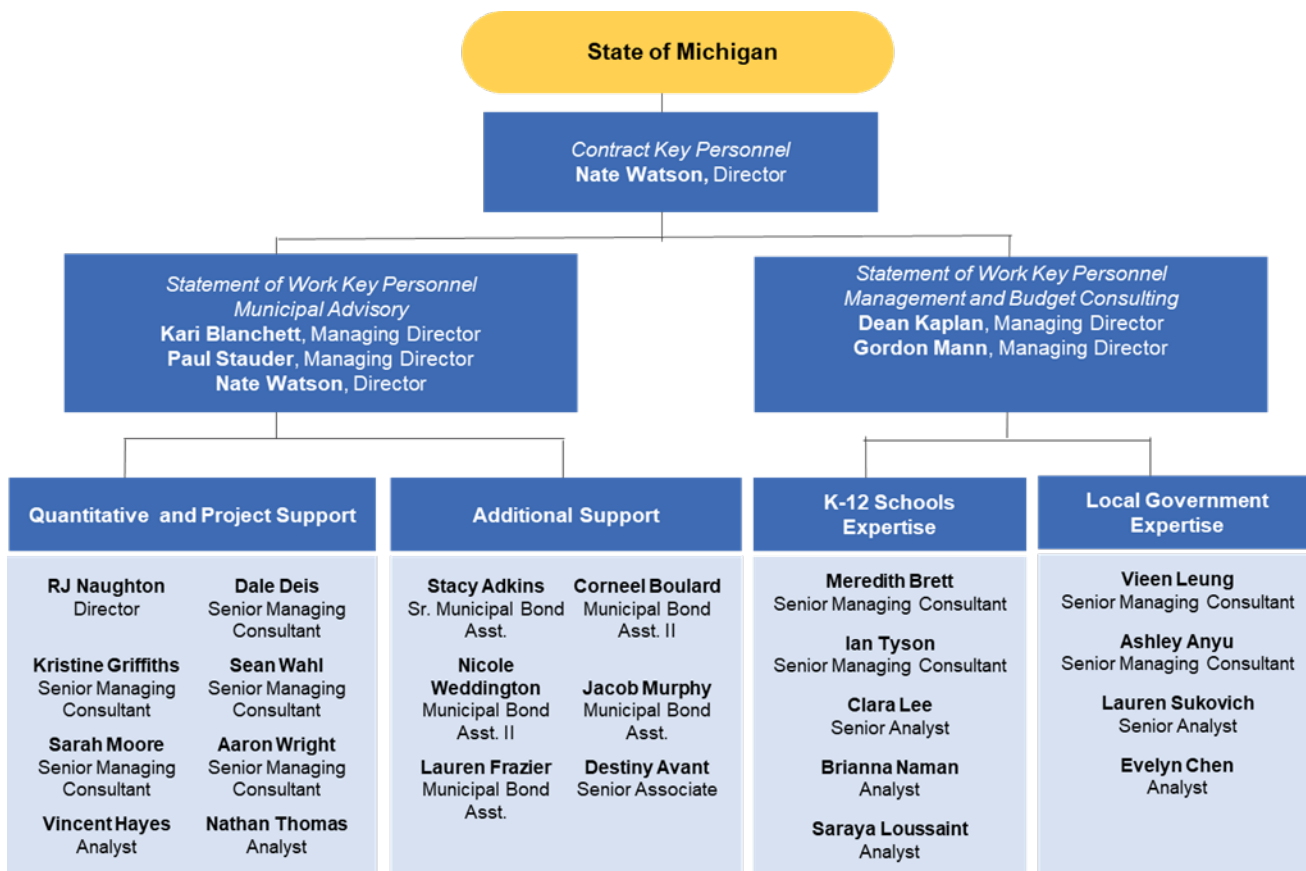 State of Michigan
Contract Key Personnel
Nate Watson, Director
Statement of Work Key Personnel
Municipal Advisory
Kari Blanchett, Managing Director
Paul Stauder, Managing Director
Nate Watson, Director
Statement of Work Key Personnel
Management and Budget Consulting
Dean Kaplan, Managing Director
Gordon Mann, Managing Director
Quantitative and Project Support
RJ Naughton
Director
Dale Deis
Senior Managing
Consultant
Kristine Griffiths
Senior Managing
Consultant
Sean Wahl
Senior Managing
Consultant
Sarah Moore
Senior Managing
Consultant
Aaron Wright
Senior Managing
Consultant
Vincent Hayes
Analyst
Nathan Thomas
Analyst
Additional Support
Stacy Adkins
Sr. Municipal Bond
Asst.
Corneel Boulard
Municipal Bond
Asst. II
Nicole
Weddington
Municipal Bond
Asst. II
Jacob Murphy
Municipal Bond
Asst.
Lauren Frazier
Municipal Bond
Asst.
Destiny Avant
Senior Associate
K-12 Schools
Expertise
Meredith Brett
Senior Managing Consultant
Ian Tyson
Senior Managing Consultant
Clara Lee
Senior Analyst
Brianna Naman
Analyst
Saraya Loussaint
Analyst
Local Government
Expertise
Vieen Leung
Senior Managing Consultant
Ashley Anyu
Senior Managing Consultant
Lauren Sukovich
Senior Analyst
Evelyn Chen
Analyst